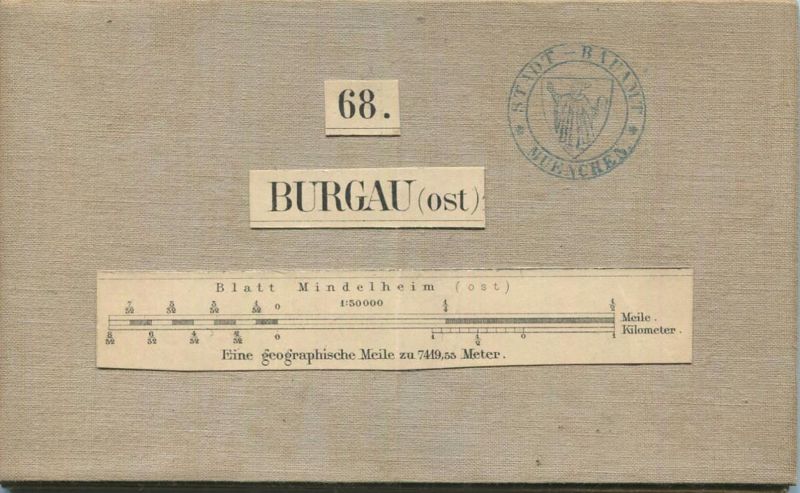 68.
STADT-BAUAMT
* MUENCHEN. *
BURGAU (ost)
Blatt Mindelheim (ost)
1:50000
7/32 5/32 3/32 1/32 0 1/4 1/2
Meile.
8/32 6/32 4/32 2/32 0 1 1/2 0 1
Kilometer.
Eine geographische Meile zu 7419,55 Meter.